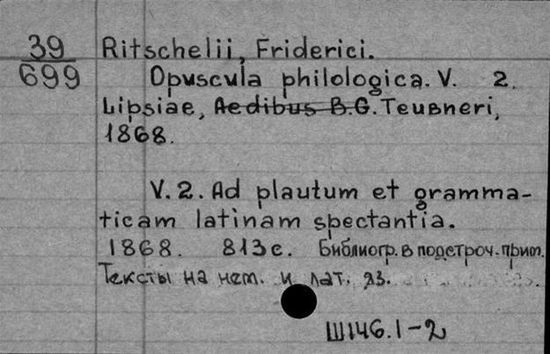 39
699
Ritschelii, Friderici.
Opuscula philologica. V. 2.
Lipsiae, Aedibus B.G. Teubneri,
1868.
V. 2. Ad plautum et gramma-
ticam latinam spectantia.
1868. 813с. Библиогр. в подстроч. прим.
Тексты на нем. и лат. яз.
Ш146.1-2